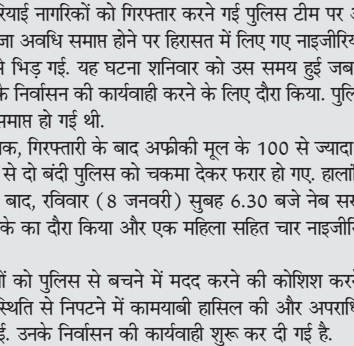 रियाई नागरिकों को गिरफ्तार करने गई पुलिस टीम पर
जा अवधि समाप्त होने पर हिरासत में लिए गए नाइजीरिय
से भिड़ गई. यह घटना शनिवार को उस समय हुई जब
के निर्वासन की कार्यवाही करने के लिए दौरा किया. पुलि
समाप्त हो गई थी.
क, गिरफ्तारी के बाद अफ्रीकी मूल के 100 से ज्यादा
से दो बंदी पुलिस को चकमा देकर फरार हो गए. हाला
बाद, रविवार (8 जनवरी) सुबह 6.30 बजे नेब सरा
के का दौरा किया और एक महिला सहित चार नाइजीरि
ों को पुलिस से बचने में मदद करने की कोशिश कर
स्थिति से निपटने में कामयाबी हासिल की और अपराधि
ई. उनके निर्वासन की कार्यवाही शुरू कर दी गई है.